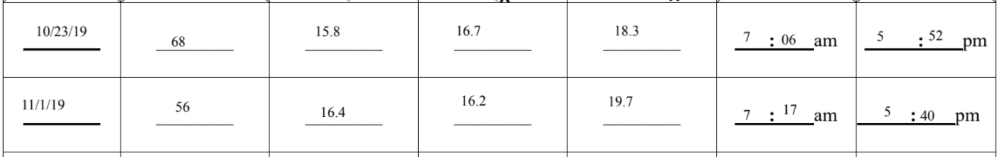 10/23/19 68 15.8 16.7 18.3 7 : 06 am 5 : 52 pm
11/1/19 56 16.4 16.2 19.7 7 : 17 am 5 : 40 pm